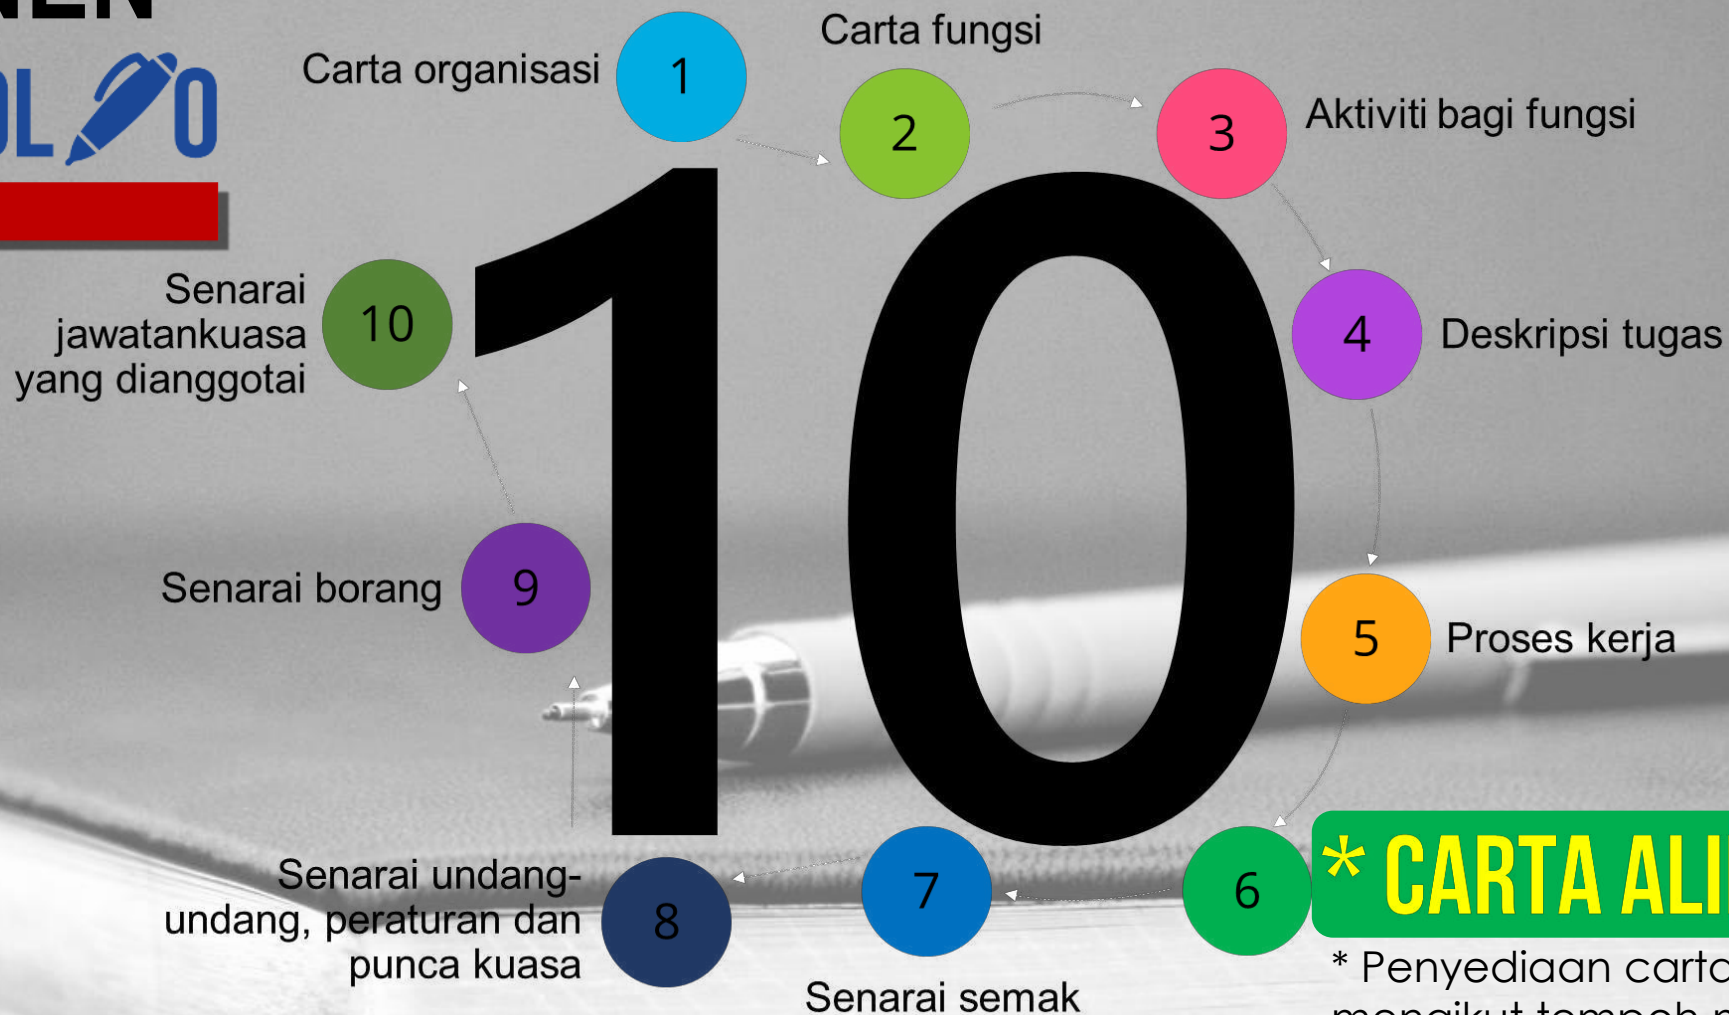 Carta organisasi
1
Carta fungsi
2
3
Aktiviti bagi fungsi
4
Deskripsi tugas
5
Proses kerja
6
* CARTA
* Penyediaan
7
Senarai semak
8
Senarai undang-
undang, peraturan dan
punca kuasa
9
Senarai borang
10
Senarai
jawatankuasa
yang dianggotai
10